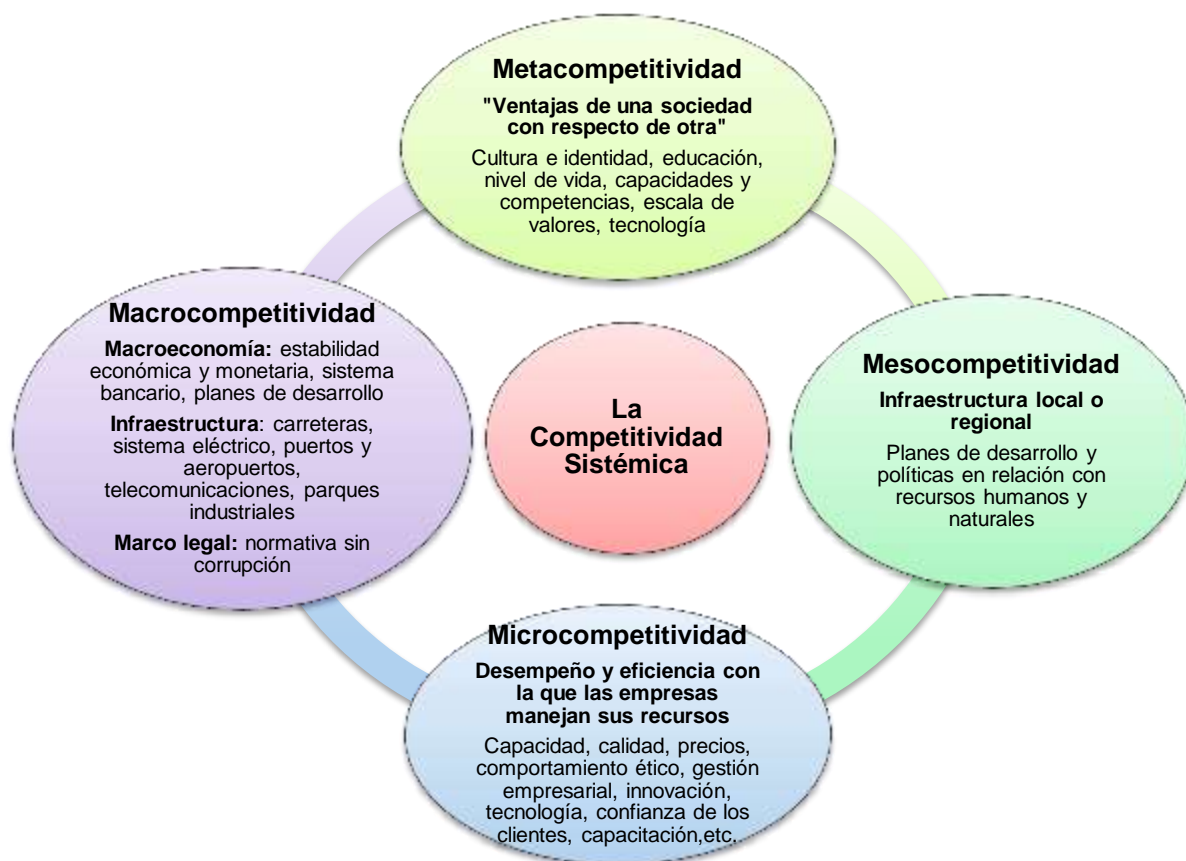 Metacompetitividad
"Ventajas de una sociedad
con respecto de otra"
Cultura e identidad, educación,
nivel de vida, capacidades y
competencias, escala de
valores, tecnología
Macrocompetitividad
Macroeconomía: estabilidad
económica y monetaria, sistema
bancario, planes de desarrollo
Infraestructura: carreteras,
sistema eléctrico, puertos y
aeropuertos,
telecomunicaciones, parques
industriales
Marco legal: normativa sin
corrupción
La
Competitividad
Sistémica
Mesocompetitividad
Infraestructura local o
regional
Planes de desarrollo y
políticas en relación con
recursos humanos y
naturales
Microcompetitividad
Desempeño y eficiencia con
la que las empresas
manejan sus recursos
Capacidad, calidad, precios,
comportamiento ético, gestión
empresarial, innovación,
tecnología, confianza de los
clientes, capacitación,etc.